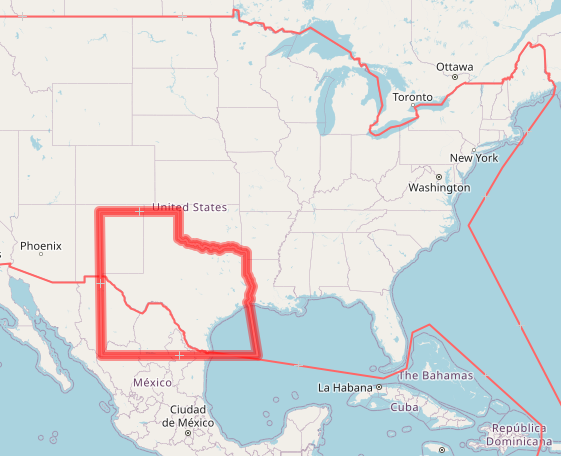 Ottawa
Toronto
New York
Washington
United States
Phoenix
México
Ciudad
de México
La Habana
The Bahamas
Cuba
República
Dominicana